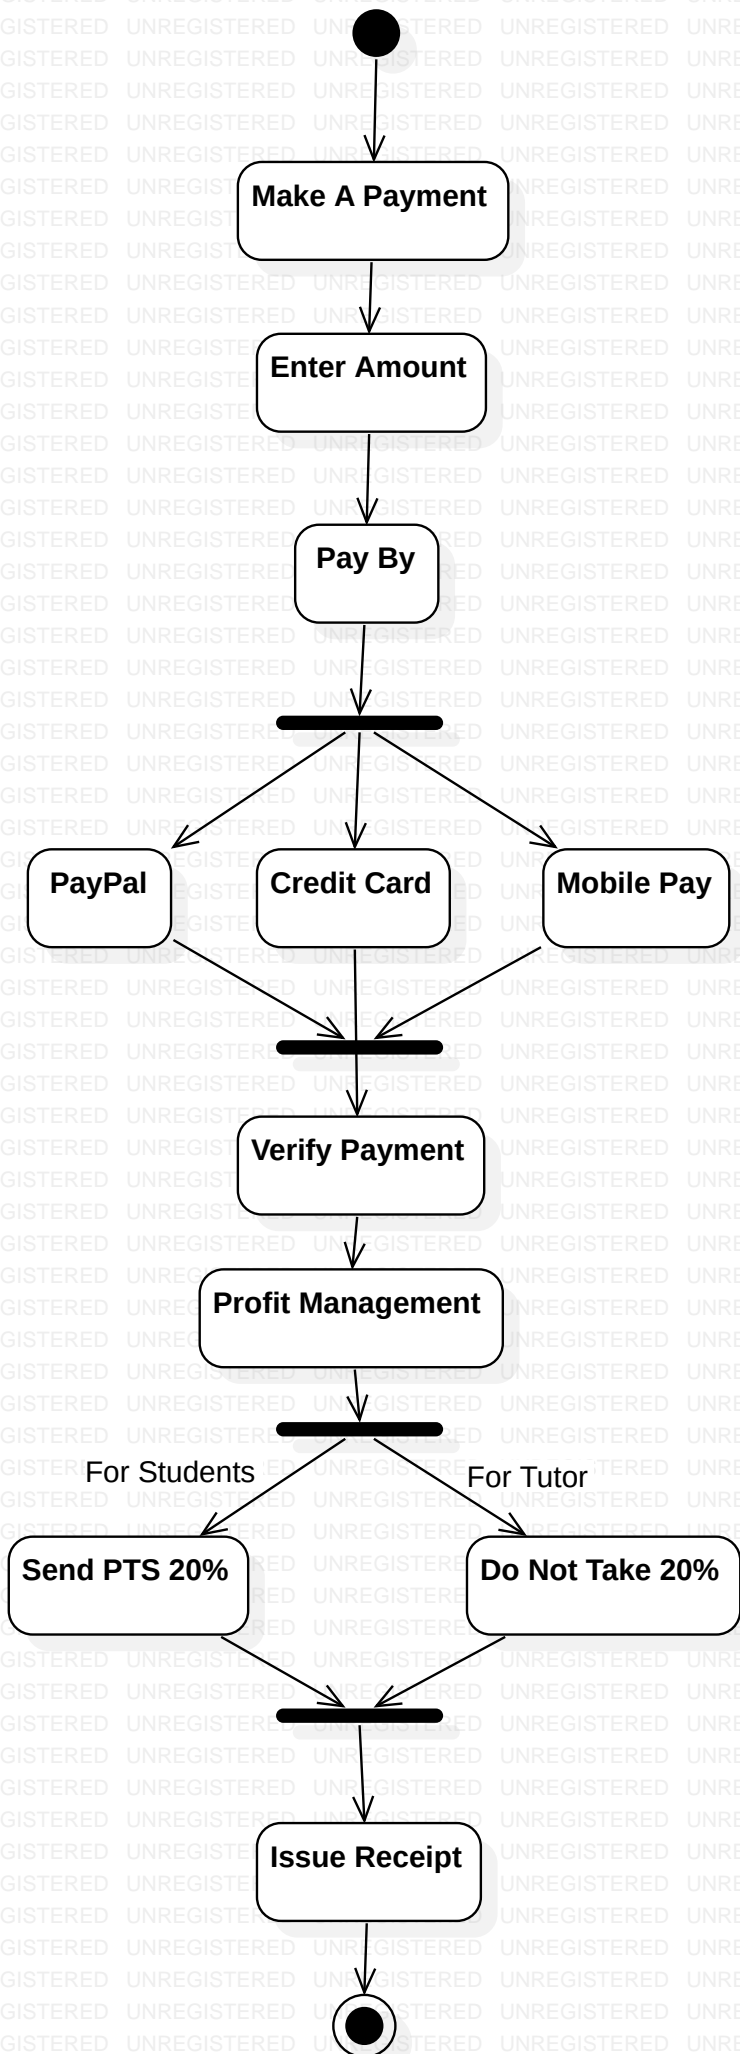 Make A Payment
Enter Amount
Pay By
PayPal
Credit Card
Mobile Pay
Verify Payment
Profit Management
For Students
For Tutor
Send PTS 20%
Do Not Take 20%
Issue Receipt
UNREGISTERED